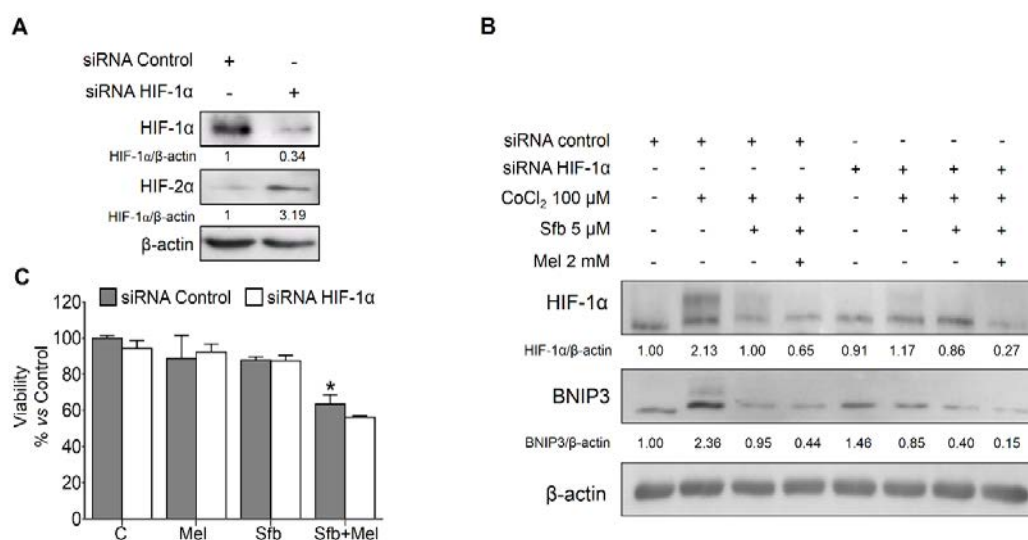 A
siRNA Control + -
siRNA HIF-1α - +
HIF-1α
HIF-1α/β-actin 1 0.34
HIF-2α
HIF-1α/β-actin 1 3.19
β-actin
B
siRNA control + + + + - - - -
siRNA HIF-1α - - - - + + + +
CoCl₂ 100 µM - + + + - + + +
Sfb 5 µM - - + + - - + +
Mel 2 mM - - - + - - - +
HIF-1α
HIF-1α/β-actin 1.00 2.13 1.00 0.65 0.91 1.17 0.86 0.27
BNIP3
BNIP3/β-actin 1.00 2.36 0.95 0.44 1.46 0.85 0.40 0.15
β-actin
C
siRNA Control siRNA HIF-1α
Viability
% vs Control
120
100
80
60
40
20
0
*
C Mel Sfb Sfb+Mel